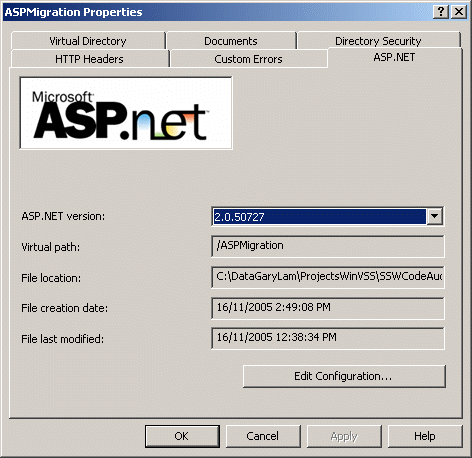 ASPMigration Properties
Virtual Directory Documents Directory Security
HTTP Headers Custom Errors ASP.NET
Microsoft
ASP.net
ASP.NET version: 2.0.50727
Virtual path: /ASPMigration
File location: C:\DataGaryLam\ProjectsWinVSS\SSWCodeAuc
File creation date: 16/11/2005 2:49:08 PM
File last modified: 16/11/2005 12:38:34 PM
Edit Configuration...
OK Cancel Apply Help